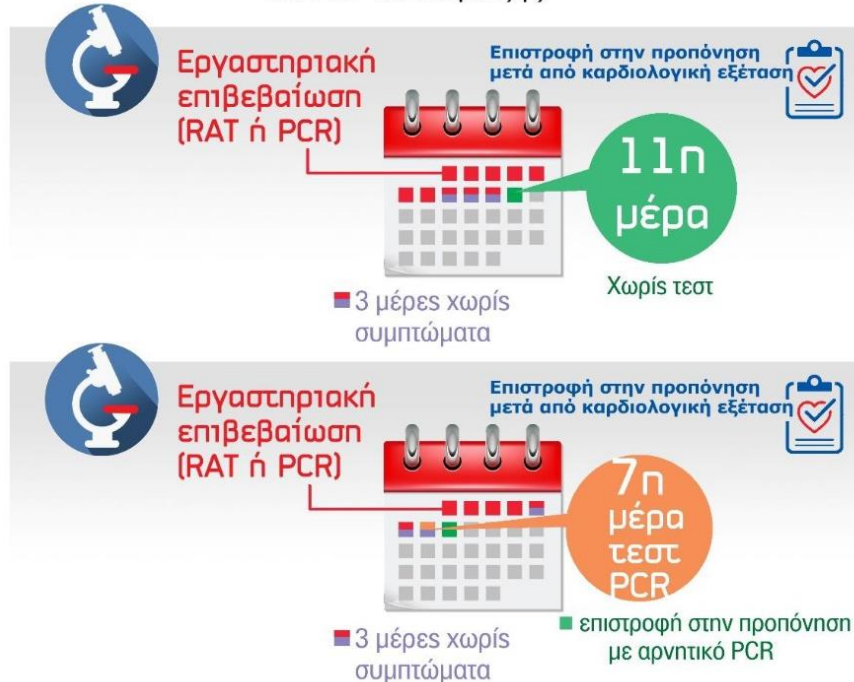 Εργαστηριακή
επιβεβαίωση
(RAT ή PCR)
Επιστροφή στην προπόνηση
μετά από καρδιολογική εξέταση
11η
μέρα
Χωρίς τεστ
3 μέρες χωρίς
συμπτώματα
Εργαστηριακή
επιβεβαίωση
(RAT ή PCR)
Επιστροφή στην προπόνηση
μετά από καρδιολογική εξέταση
7η
μέρα
τεστ
PCR
επιστροφή στην προπόνηση
με αρνητικό PCR
3 μέρες χωρίς
συμπτώματα